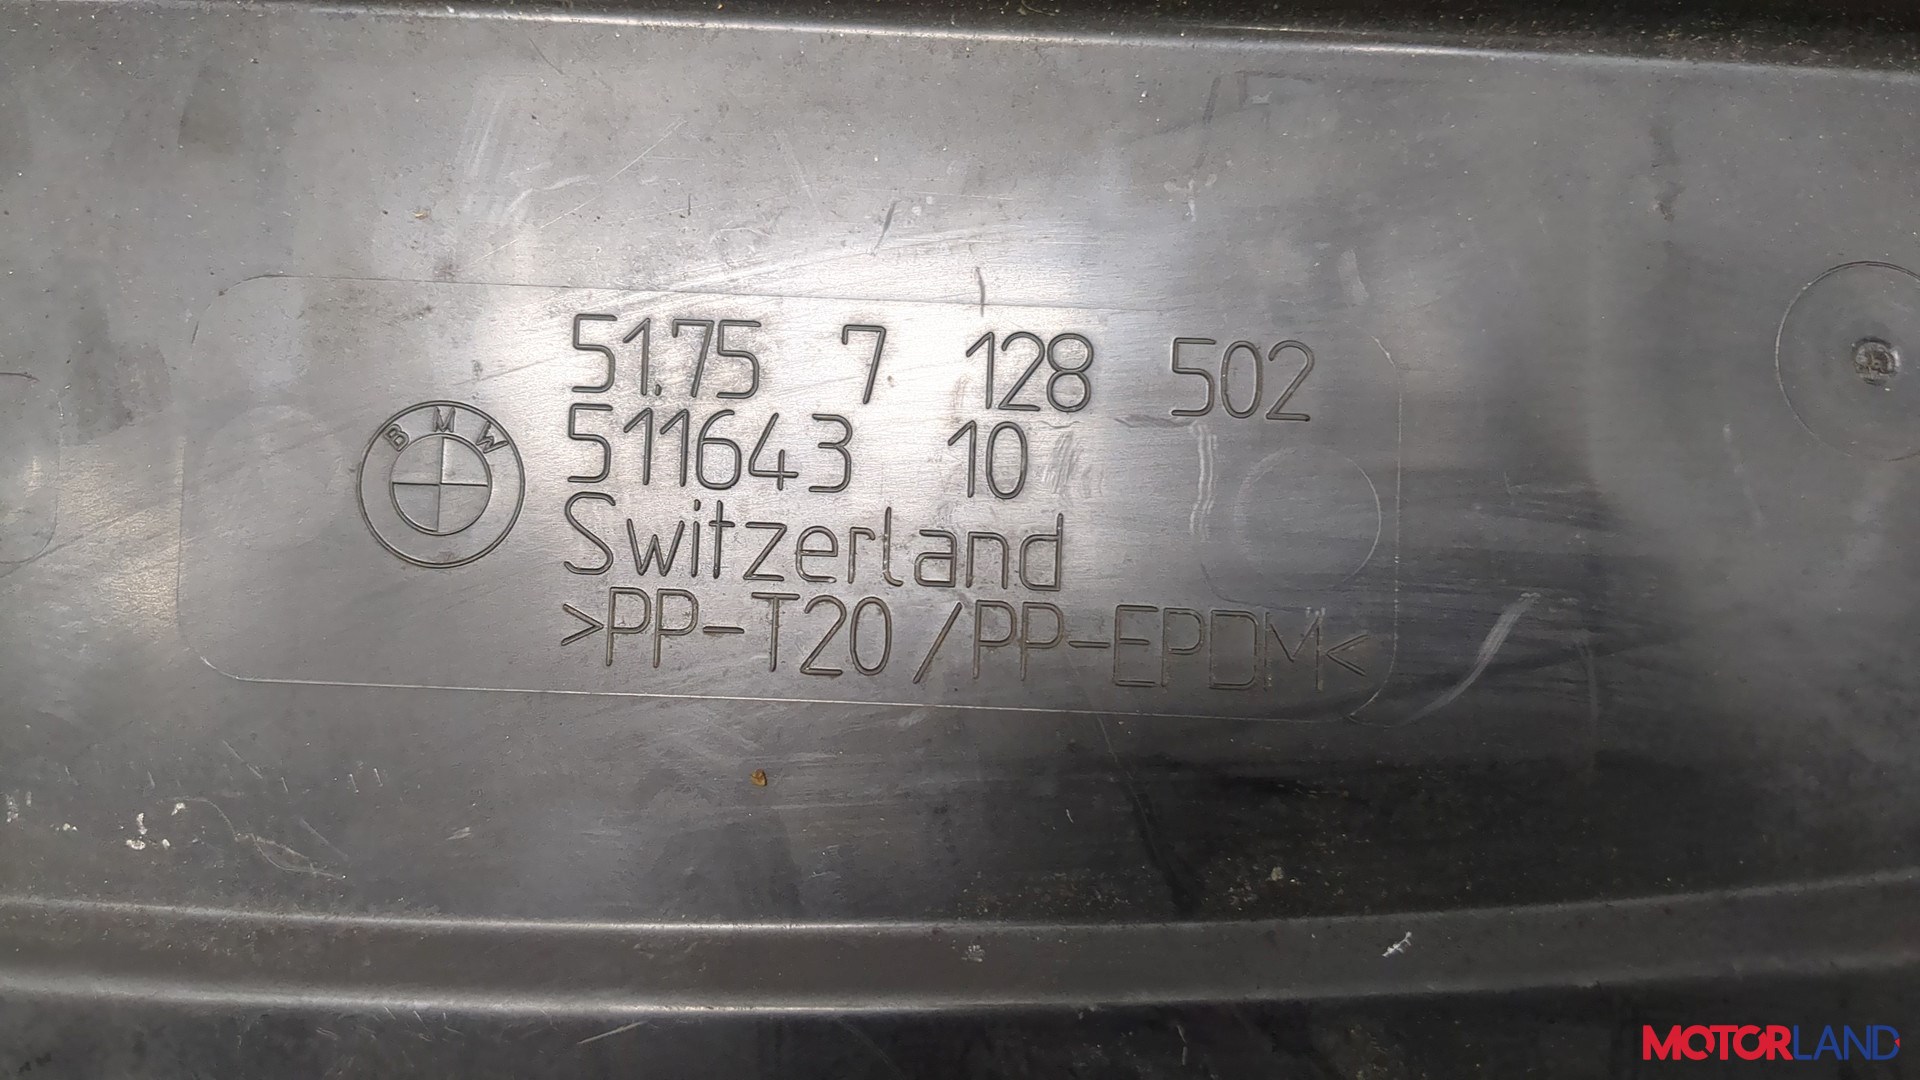 BMW
51.75 7 128 502
511643 10
Switzerland
>PP-T20/PP-EPDM<
MOTORLAND